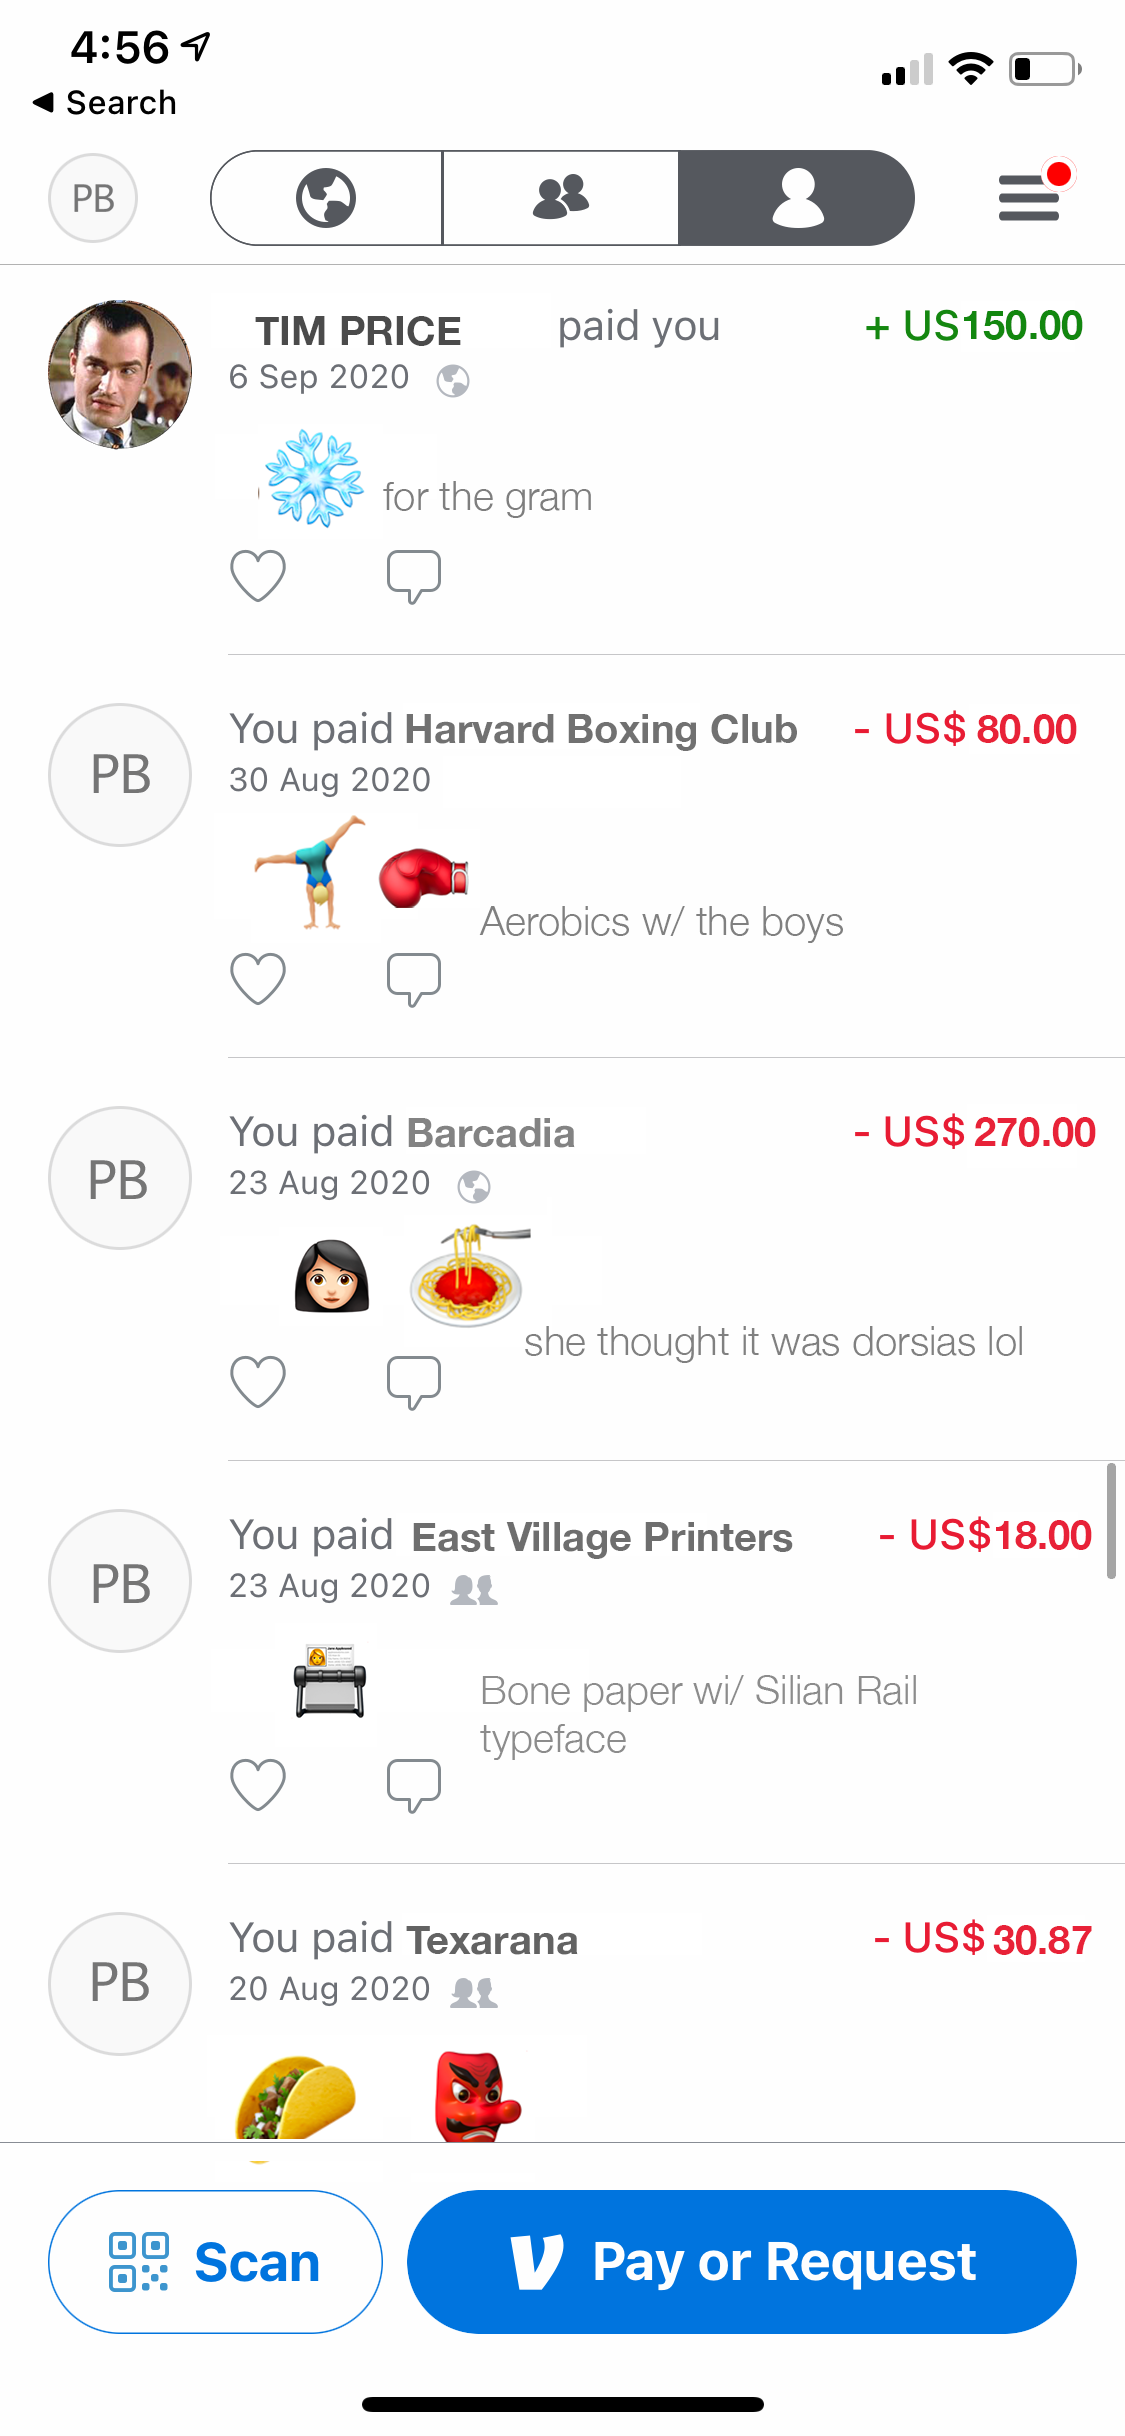 4:56
Search
PB
TIM PRICE paid you + US150.00
6 Sep 2020
for the gram
PB
You paid Harvard Boxing Club - US$ 80.00
30 Aug 2020
Aerobics w/ the boys
PB
You paid Barcadia - US$ 270.00
23 Aug 2020
she thought it was dorsias lol
PB
You paid East Village Printers - US$18.00
23 Aug 2020
Bone paper wi/ Silian Rail
typeface
PB
You paid Texarana - US$ 30.87
20 Aug 2020
Scan
Pay or Request